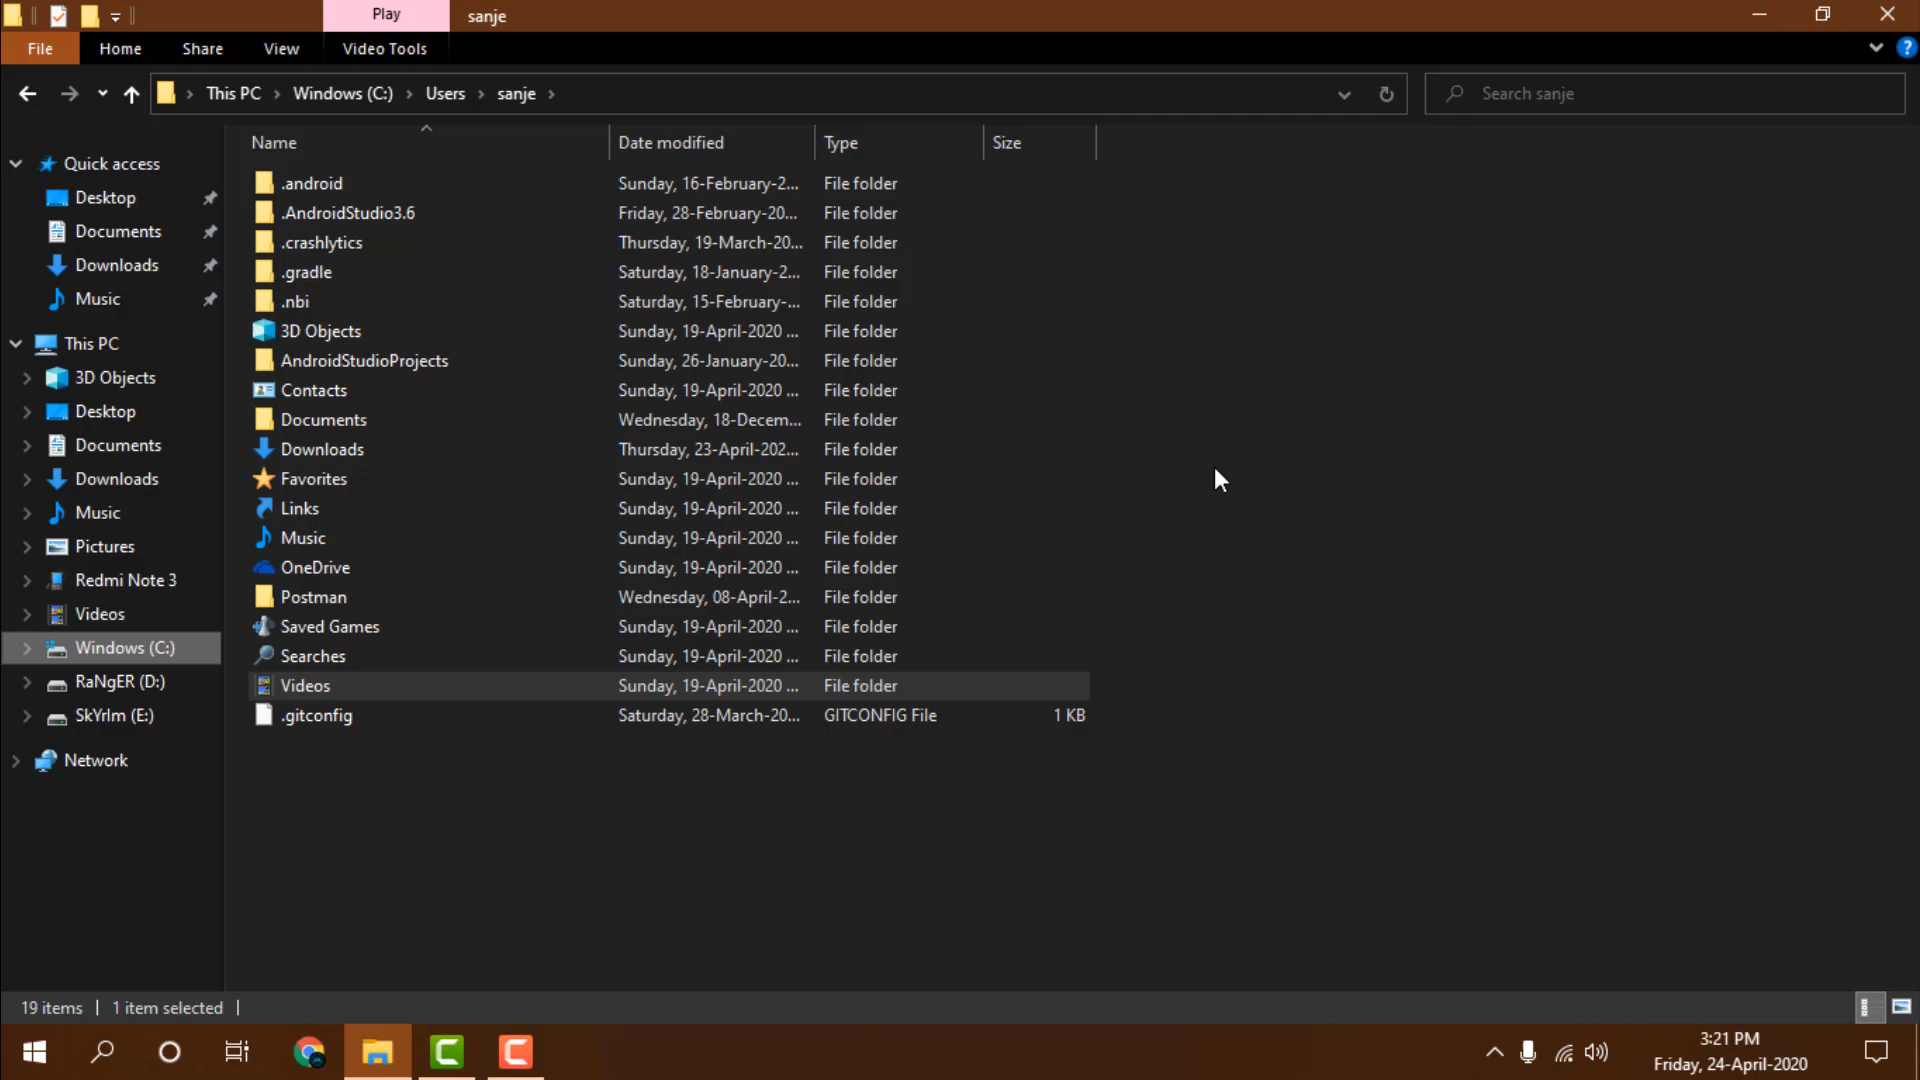 Play
sanje
File
Home
Share
View
Video Tools
This PC
Windows (C:)
Users
sanje
Search sanje
Name
Date modified
Type
Size
Quick access
Desktop
Documents
Downloads
Music
This PC
3D Objects
Desktop
Documents
Downloads
Music
Pictures
Redmi Note 3
Videos
Windows (C:)
RaNgER (D:)
SkYrIm (E:)
Network
.android Sunday, 16-February-2... File folder
.AndroidStudio3.6 Friday, 28-February-20... File folder
.crashlytics Thursday, 19-March-20... File folder
.gradle Saturday, 18-January-2... File folder
.nbi Saturday, 15-February-... File folder
3D Objects Sunday, 19-April-2020 ... File folder
AndroidStudioProjects Sunday, 26-January-20... File folder
Contacts Sunday, 19-April-2020 ... File folder
Documents Wednesday, 18-Decem... File folder
Downloads Thursday, 23-April-202... File folder
Favorites Sunday, 19-April-2020 ... File folder
Links Sunday, 19-April-2020 ... File folder
Music Sunday, 19-April-2020 ... File folder
OneDrive Sunday, 19-April-2020 ... File folder
Postman Wednesday, 08-April-2... File folder
Saved Games Sunday, 19-April-2020 ... File folder
Searches Sunday, 19-April-2020 ... File folder
Videos Sunday, 19-April-2020 ... File folder
.gitconfig Saturday, 28-March-20... GITCONFIG File 1 KB
19 items
1 item selected
3:21 PM
Friday, 24-April-2020